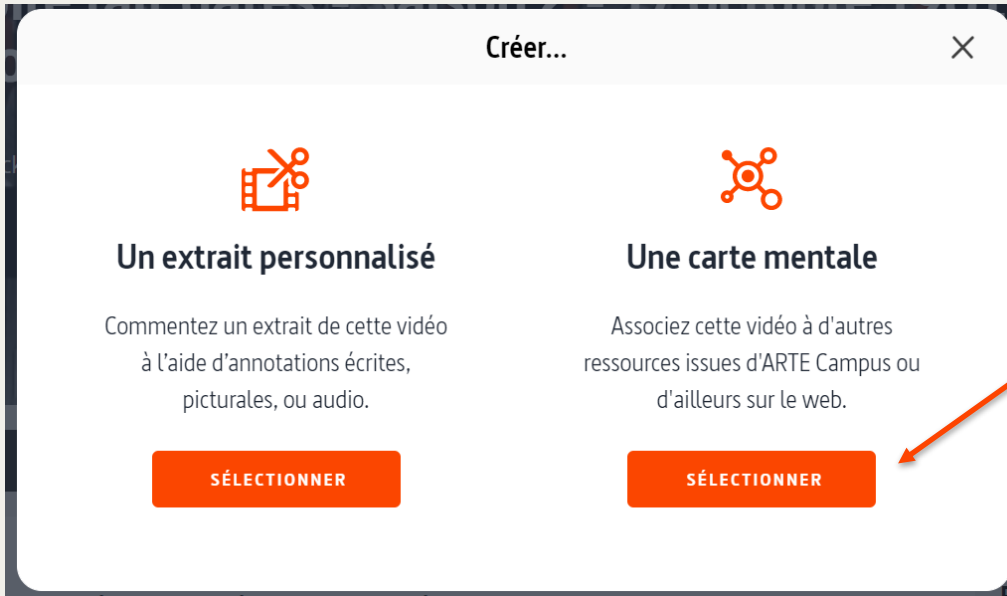 Créer...
Un extrait personnalisé
Commentez un extrait de cette vidéo
à l’aide d’annotations écrites,
picturales, ou audio.
SÉLECTIONNER
Une carte mentale
Associez cette vidéo à d'autres
ressources issues d'ARTE Campus ou
d'ailleurs sur le web.
SÉLECTIONNER